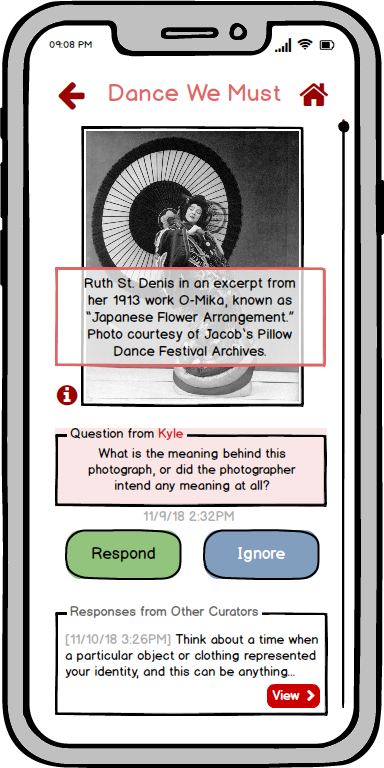 09:08 PM
Dance We Must
Ruth St. Denis in an excerpt from
her 1913 work O-Mika, known as
"Japanese Flower Arrangement."
Photo courtesy of Jacob's Pillow
Dance Festival Archives.
Question from Kyle
What is the meaning behind this
photograph, or did the photographer
intend any meaning at all?
11/9/18 2:32PM
Respond
Ignore
Responses from Other Curators
[11/10/18 3:26PM] Think about a time when
a particular object or clothing represented
your identity, and this can be anything...
View